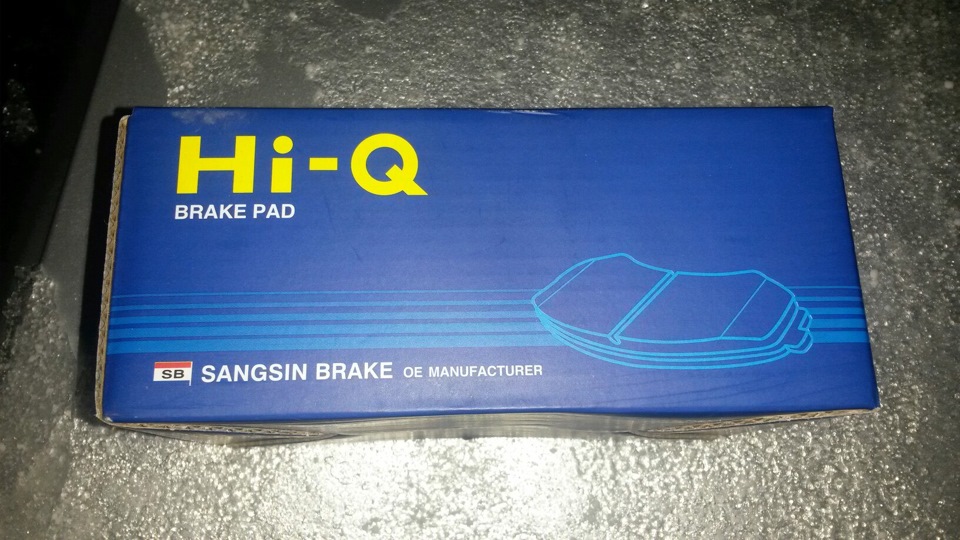 Hi-Q
BRAKE PAD
SB SANGSIN BRAKE OE MANUFACTURER